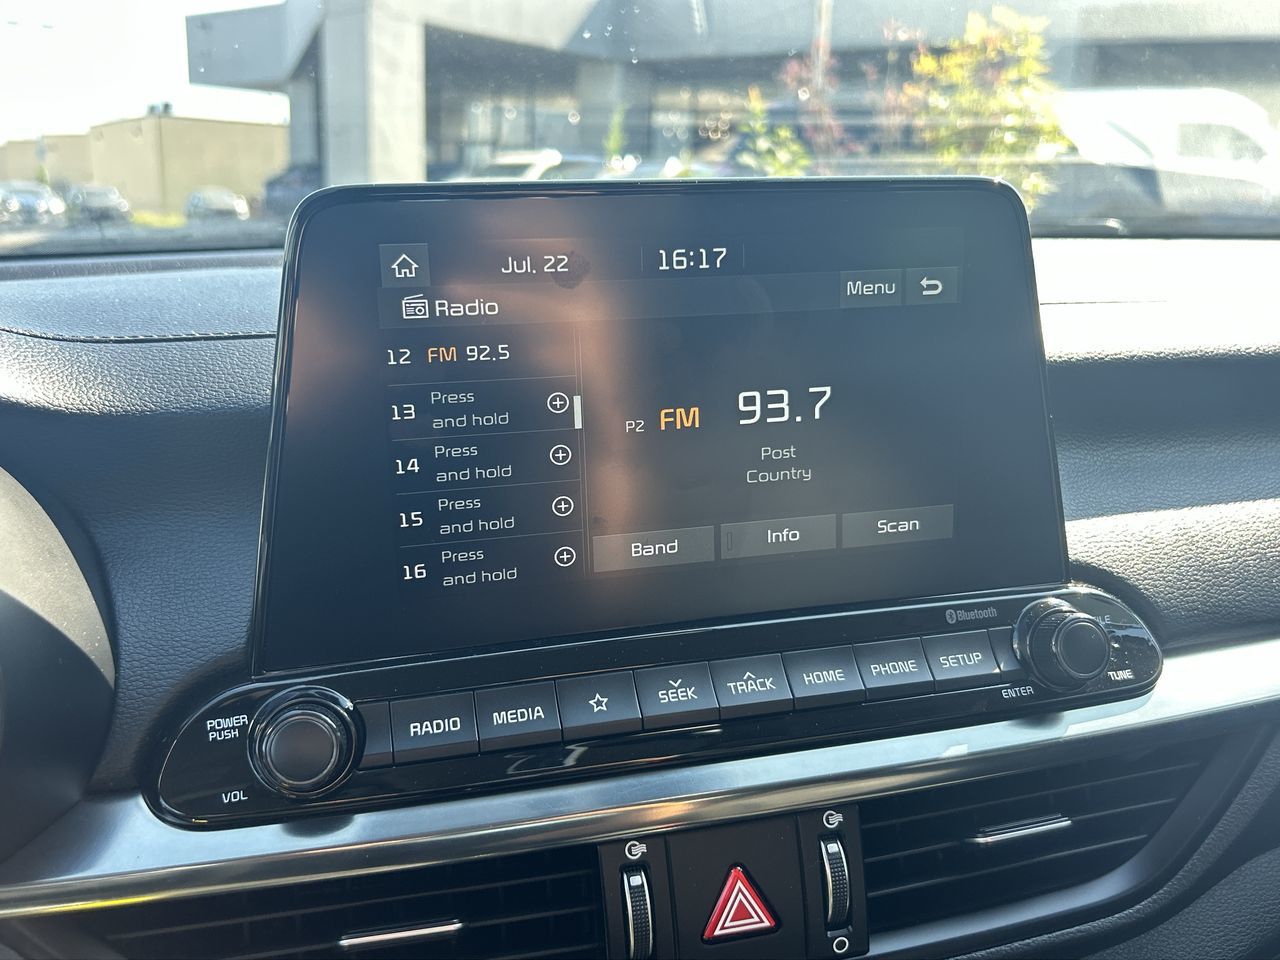 Jul. 22
16:17
Radio
Menu
12 FM 92.5
13 Press
and hold
14 Press
and hold
15 Press
and hold
16 Press
and hold
P2 FM 93.7
Post
Country
Band
Info
Scan
Bluetooth
POWER
PUSH
VOL
RADIO
MEDIA
SEEK
TRACK
HOME
PHONE
SETUP
ENTER
TUNE